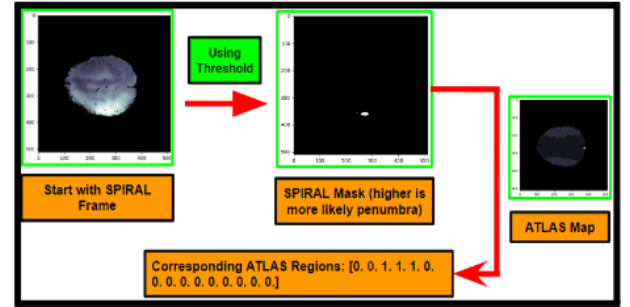 Using
Threshold
Start with SPIRAL
Frame
SPIRAL Mask (higher is
more likely penumbra)
ATLAS Map
Corresponding ATLAS Regions: [0. 0. 1. 1. 1. 0.
0. 0. 0. 0. 0. 0. 0. 0. 0.]